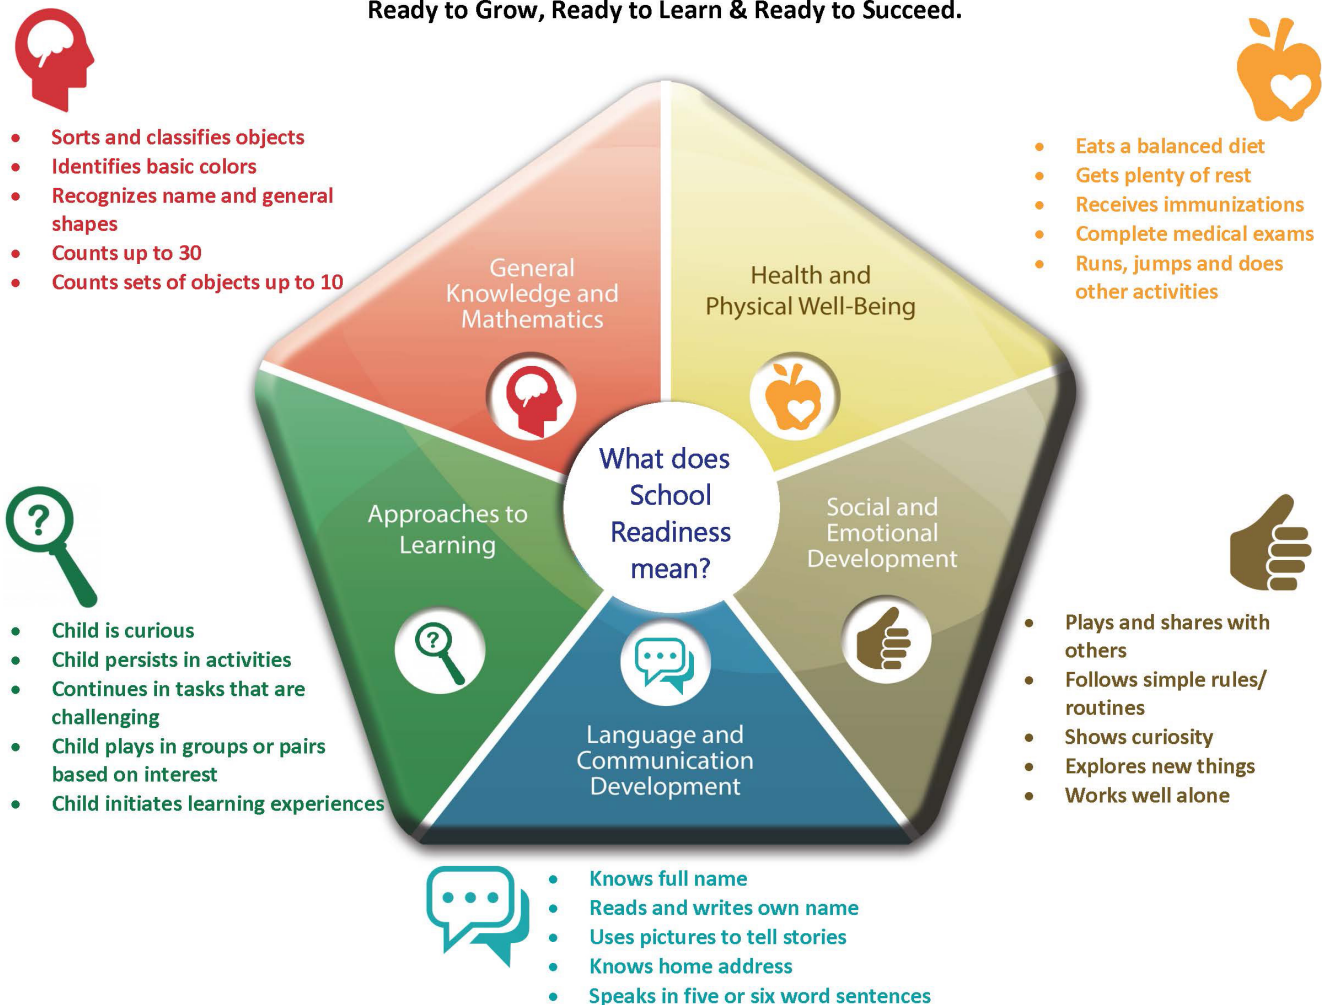 Ready to Grow, Ready to Learn & Ready to Succeed.
• Sorts and classifies objects
• Identifies basic colors
• Recognizes name and general
shapes
• Counts up to 30
• Counts sets of objects up to 10
• Eats a balanced diet
• Gets plenty of rest
• Receives immunizations
• Complete medical exams
• Runs, jumps and does
other activities
General
Knowledge and
Mathematics
Health and
Physical Well-Being
What does
School
Readiness
mean?
Approaches to
Learning
Social and
Emotional
Development
Language and
Communication
Development
?
?
• Child is curious
• Child persists in activities
• Continues in tasks that are
challenging
• Child plays in groups or pairs
based on interest
• Child initiates learning experiences
• Plays and shares with
others
• Follows simple rules/
routines
• Shows curiosity
• Explores new things
• Works well alone
• Knows full name
• Reads and writes own name
• Uses pictures to tell stories
• Knows home address
• Speaks in five or six word sentences